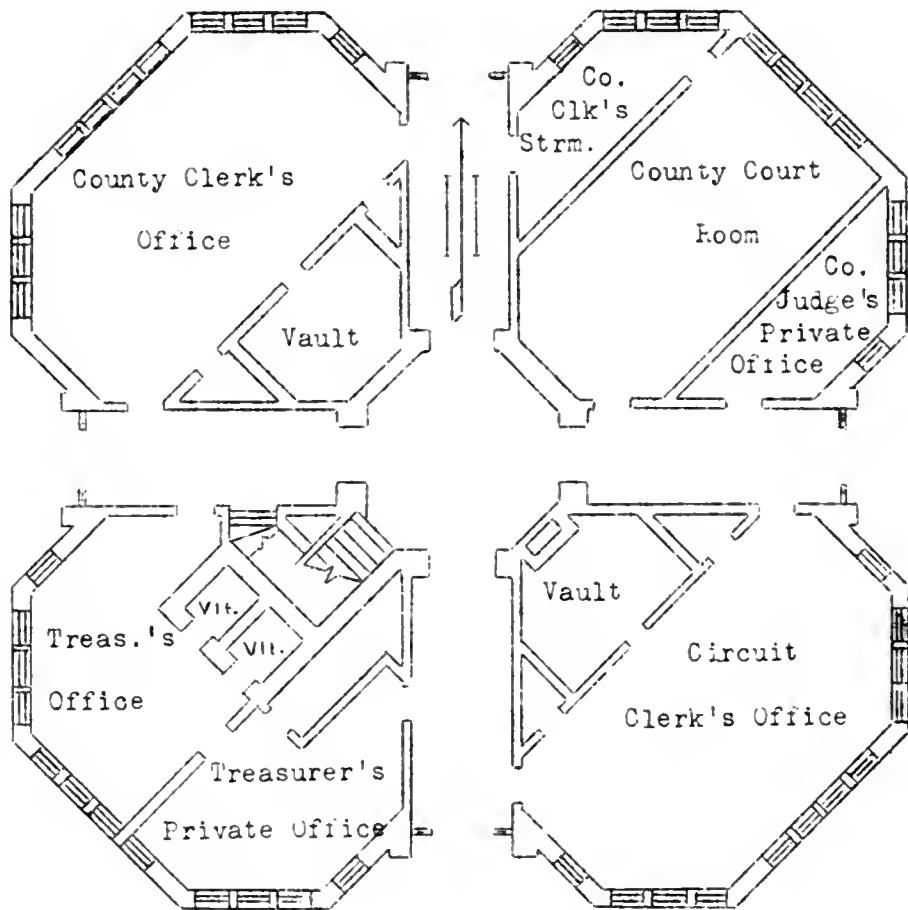 County Clerk's
Office
Vault
Co.
Clk's
Strm.
County Court
Room
Co.
Judge's
Private
Office
Treas.'s
Office
Vlt.
Vlt.
Treasurer's
Private Office
Vault
Circuit
Clerk's Office